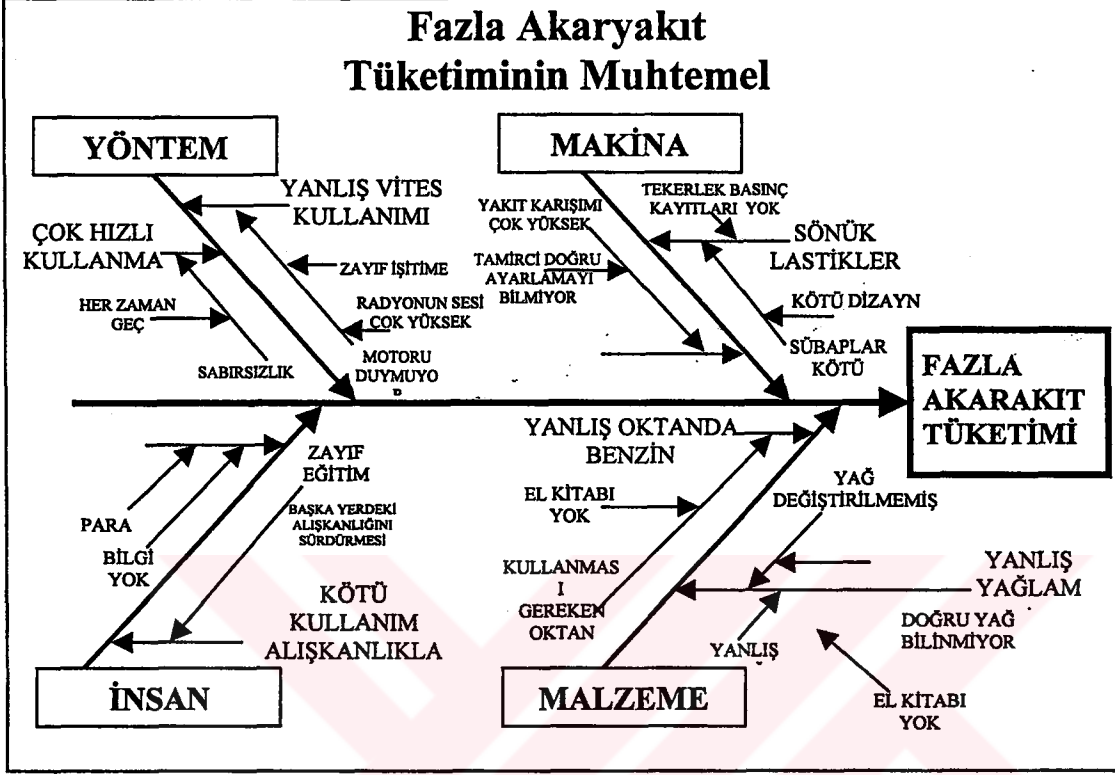 Fazla Akaryakıt
Tüketiminin Muhtemel
YÖNTEM
MAKİNA
YANLIŞ VİTES
KULLANIMI
ÇOK HIZLI
KULLANMA
ZAYIF İŞİTİME
HER ZAMAN
GEÇ
RADYONUN SESİ
ÇOK YÜKSEK
SABIRSIZLIK
MOTORU
DUYMUYO
TEKERLEK BASINÇ
KAYITLARI YOK
YAKIT KARIŞIMI
ÇOK YÜKSEK
SÖNÜK
LASTİKLER
TAMİRCİ DOĞRU
AYARLAMAYI
BİLMİYOR
KÖTÜ DİZAYN
SÜBAPLAR
KÖTÜ
FAZLA
AKARAKIT
TÜKETİMİ
ZAYIF
EĞİTİM
PARA
BİLGİ
YOK
BAŞKA YERDEKİ
ALIŞKANLIĞINI
SÜRDÜRMESİ
KÖTÜ
KULLANIM
ALIŞKANLIKLA
İNSAN
YANLIŞ OKTANDA
BENZİN
EL KİTABI
YOK
YAĞ
DEĞİŞTİRİLMEMİŞ
KULLANMAS
I
GEREKEN
OKTAN
YANLIŞ
YAĞLAM
DOĞRU YAĞ
BİLİNMİYOR
YANLIŞ
EL KİTABI
YOK
MALZEME